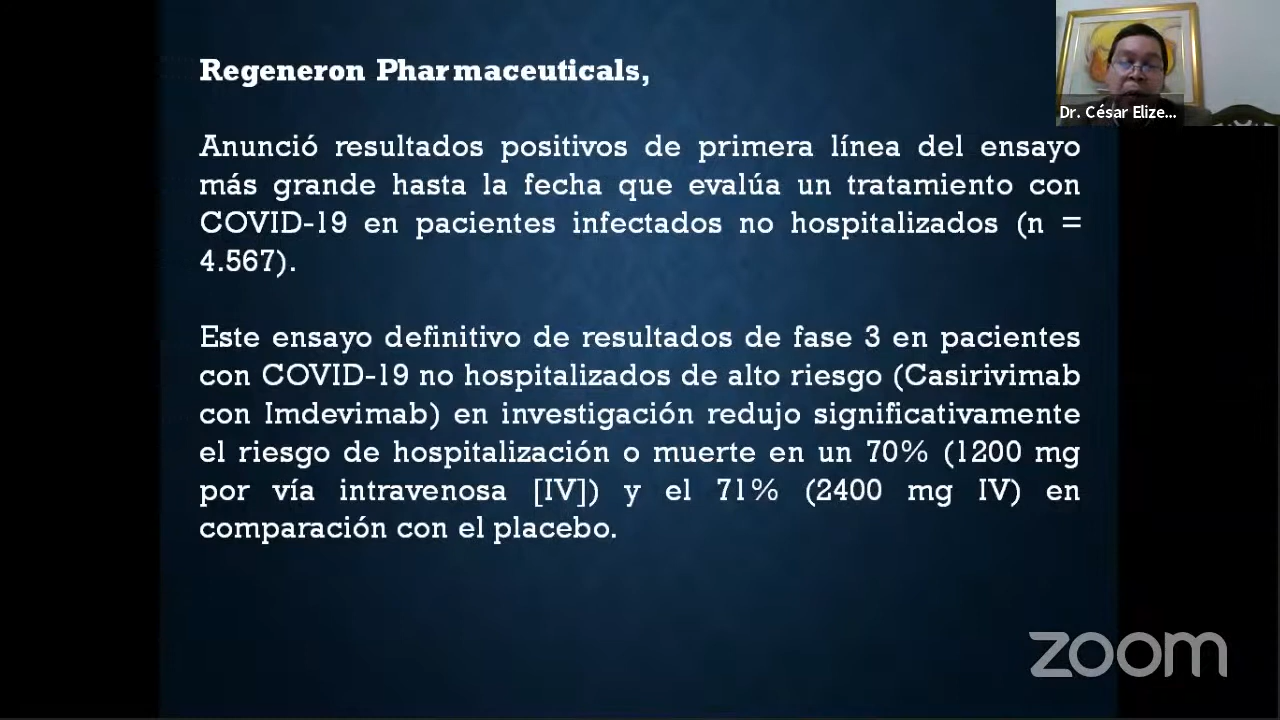 Regeneron Pharmaceuticals,
Anunció resultados positivos de primera línea del ensayo
más grande hasta la fecha que evalúa un tratamiento con
COVID-19 en pacientes infectados no hospitalizados (n =
4.567).
Este ensayo definitivo de resultados de fase 3 en pacientes
con COVID-19 no hospitalizados de alto riesgo (Casirivimab
con Imdevimab) en investigación redujo significativamente
el riesgo de hospitalización o muerte en un 70% (1200 mg
por vía intravenosa [IV]) y el 71% (2400 mg IV) en
comparación con el placebo.
Dr. César Elize...
zoom